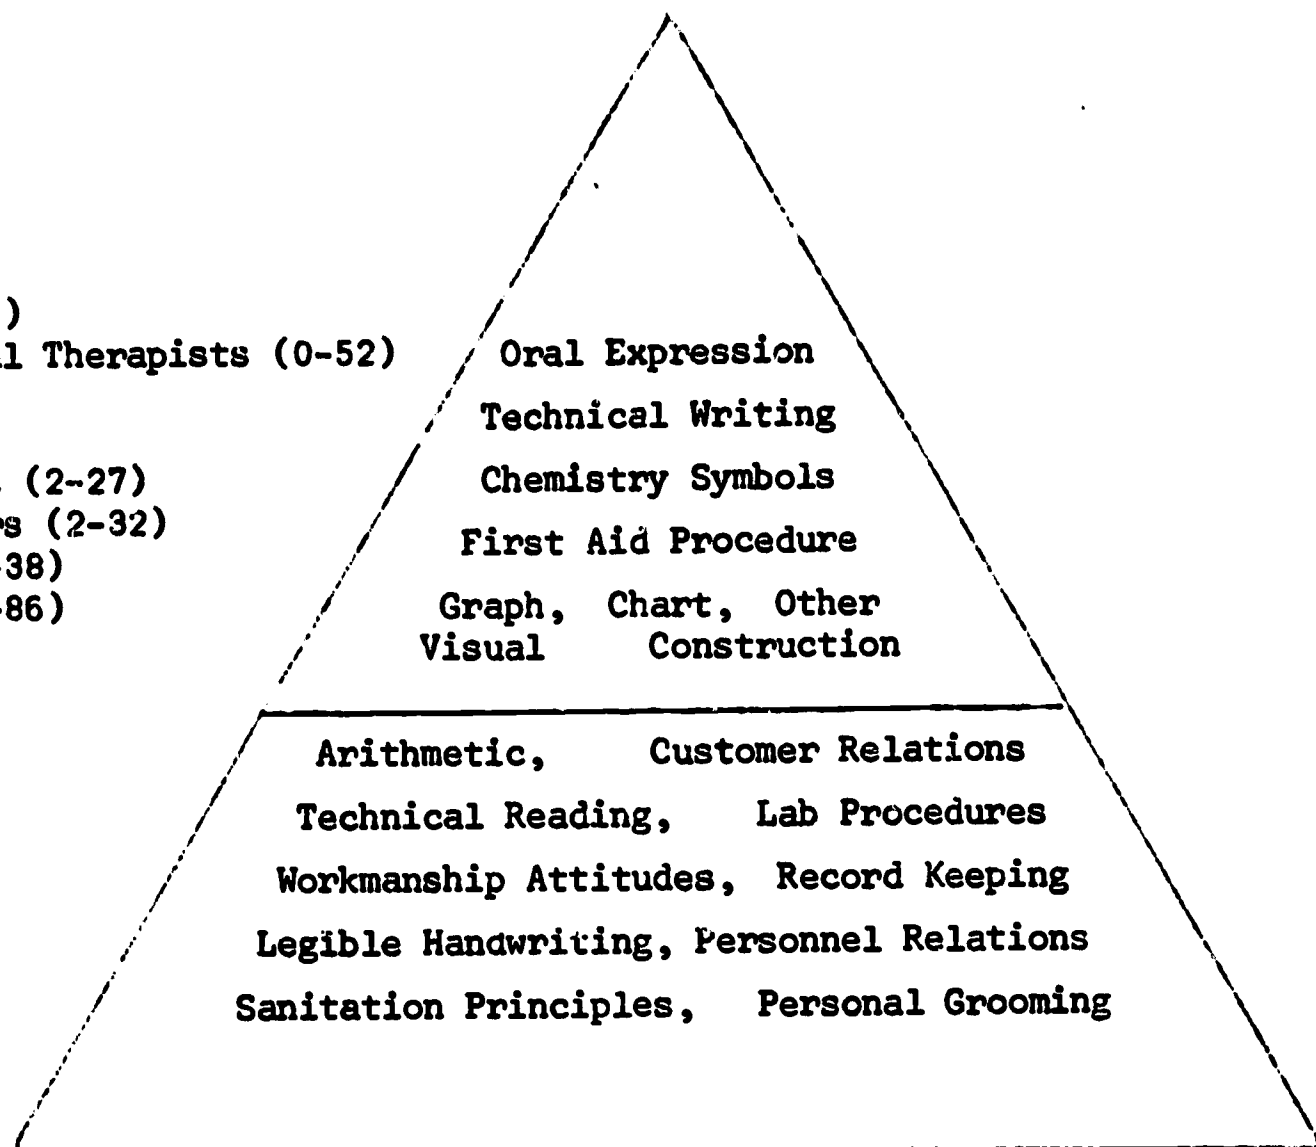 )
l Therapists (0-52)
(2-27)
rs (2-32)
-38)
-86)
Oral Expression
Technical Writing
Chemistry Symbols
First Aid Procedure
Graph, Chart, Other
Visual Construction
Arithmetic, Customer Relations
Technical Reading, Lab Procedures
Workmanship Attitudes, Record Keeping
Legible Handwriting, Personnel Relations
Sanitation Principles, Personal Grooming